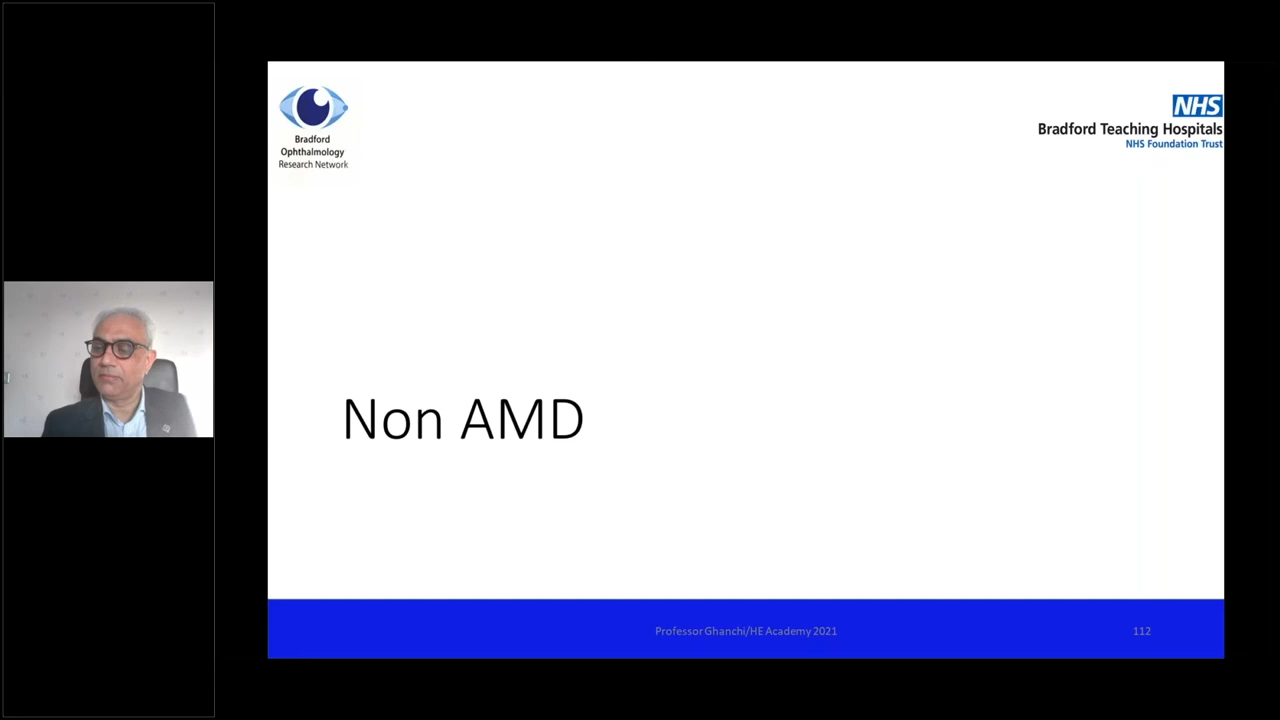 Bradford
Ophthalmology
Research Network
NHS
Bradford Teaching Hospitals
NHS Foundation Trust
Non AMD
Professor Ghanchi/HE Academy 2021
112